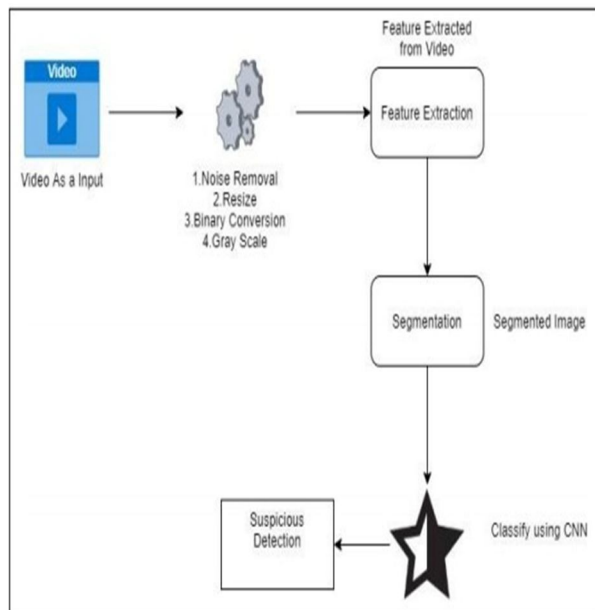 Video
Video As a Input
1.Noise Removal
2.Resize
3.Binary Conversion
4.Gray Scale
Feature Extracted
from Video
Feature Extraction
Segmentation
Segmented Image
Classify using CNN
Suspicious
Detection